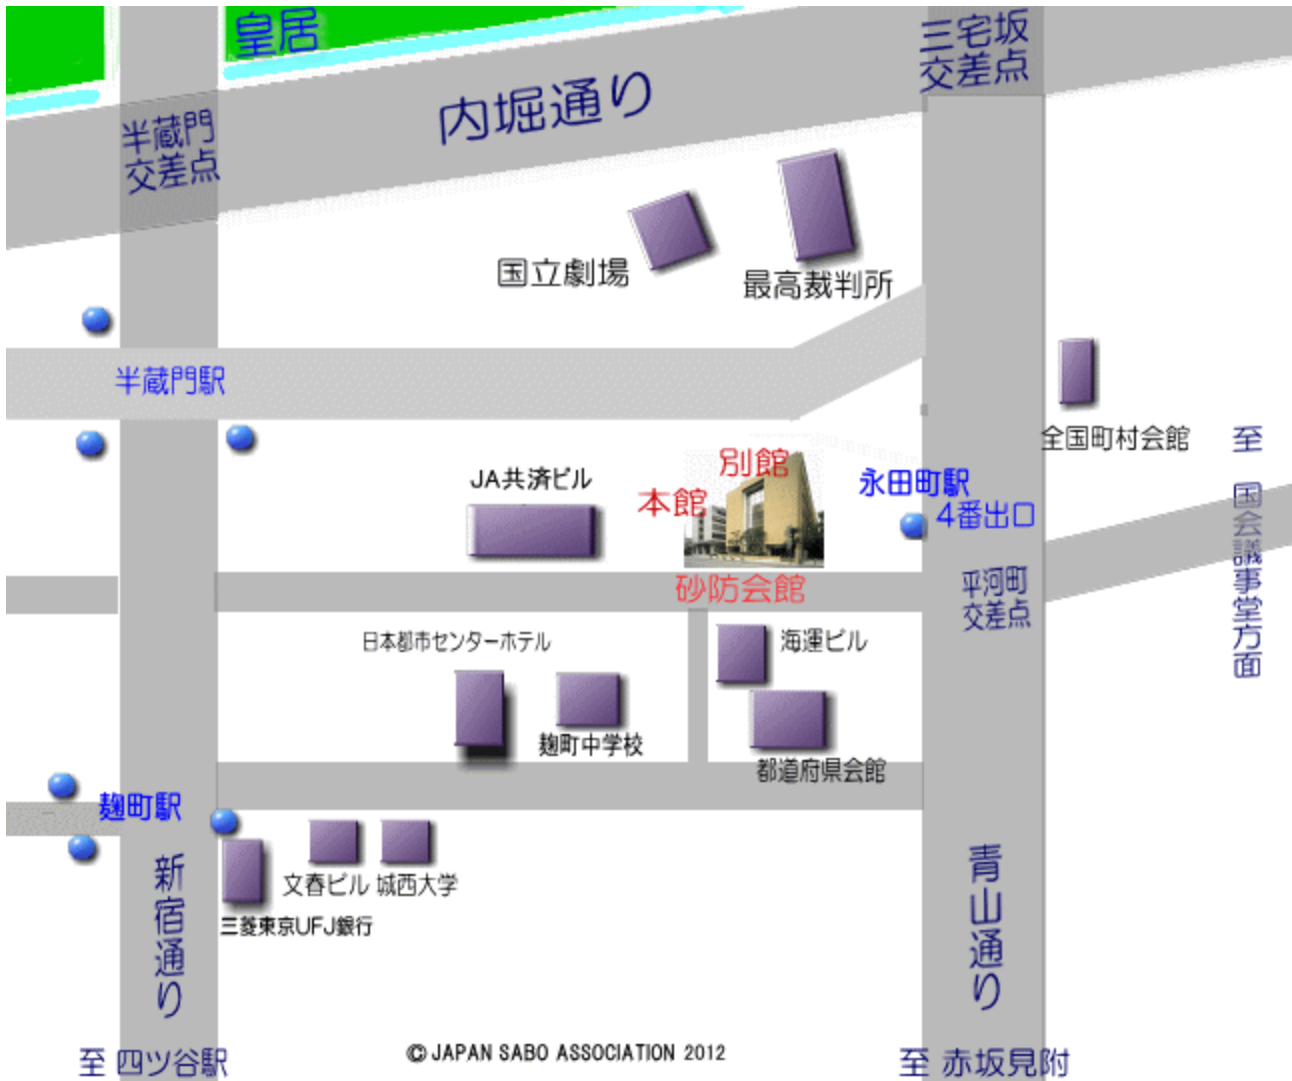 皇居
三宅坂
交差点
内堀通り
半蔵門
交差点
国立劇場
最高裁判所
半蔵門駅
全国町村会館
至 国会議事堂方面
別館
本館
JA共済ビル
永田町駅
4番出口
砂防会館
平河町
交差点
日本都市センターホテル
海運ビル
麹町中学校
都道府県会館
麹町駅
新宿通り
文春ビル
城西大学
三菱東京UFJ銀行
青山通り
至 四ツ谷駅
© JAPAN SABO ASSOCIATION 2012
至 赤坂見附